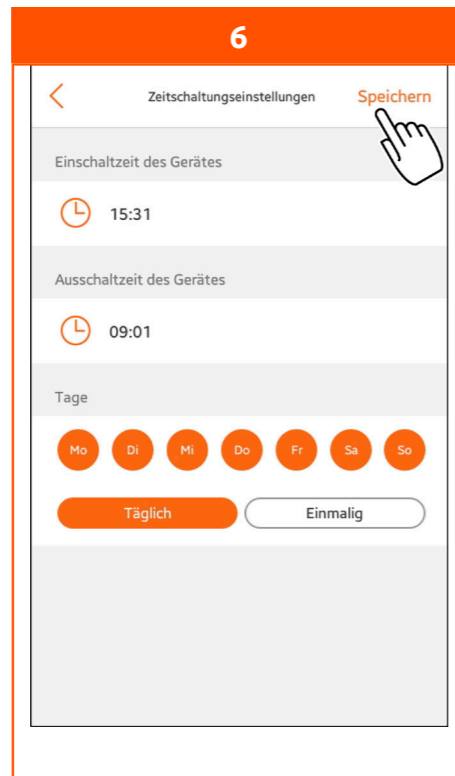 6
Zeitschaltungseinstellungen Speichern
Einschaltzeit des Gerätes
15:31
Ausschaltzeit des Gerätes
09:01
Tage
Mo Di Mi Do Fr Sa So
Täglich Einmalig